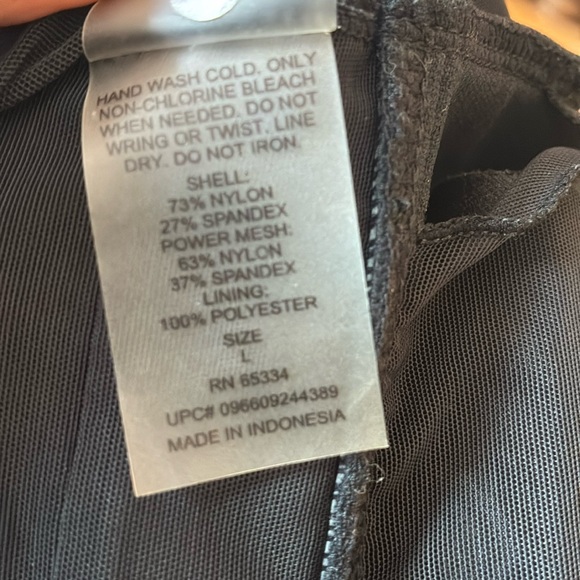 HAND WASH COLD. ONLY
NON-CHLORINE BLEACH
WHEN NEEDED. DO NOT
WRING OR TWIST. LINE
DRY. DO NOT IRON.
SHELL:
73% NYLON
27% SPANDEX
POWER MESH:
63% NYLON
37% SPANDEX
LINING:
100% POLYESTER
SIZE
L
RN 65334
UPC# 096609244389
MADE IN INDONESIA